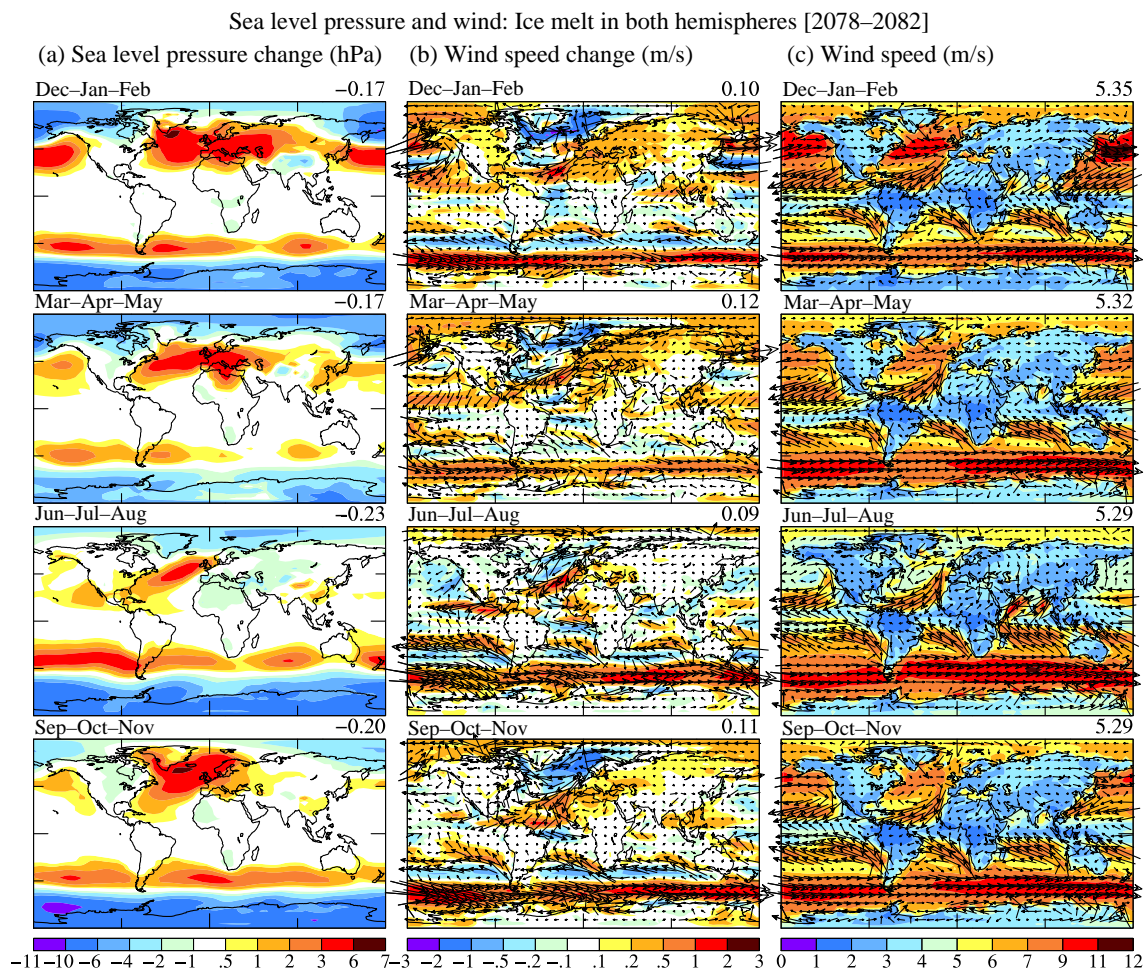 Sea level pressure and wind: Ice melt in both hemispheres [2078–2082]
(a) Sea level pressure change (hPa) (b) Wind speed change (m/s) (c) Wind speed (m/s)
Dec–Jan–Feb −0.17 Dec–Jan–Feb 0.10 Dec–Jan–Feb 5.35
Mar–Apr–May −0.17 Mar–Apr–May 0.12 Mar–Apr–May 5.32
Jun–Jul–Aug −0.23 Jun–Jul–Aug 0.09 Jun–Jul–Aug 5.29
Sep–Oct–Nov −0.20 Sep–Oct–Nov 0.11 Sep–Oct–Nov 5.29
−11 −10 −6 −4 −2 −1 .5 1 2 3 6 7 −3 −2 −1 −.5 −.2 −.1 .1 .2 .5 1 2 3 0 1 2 3 4 5 6 7 9 11 12